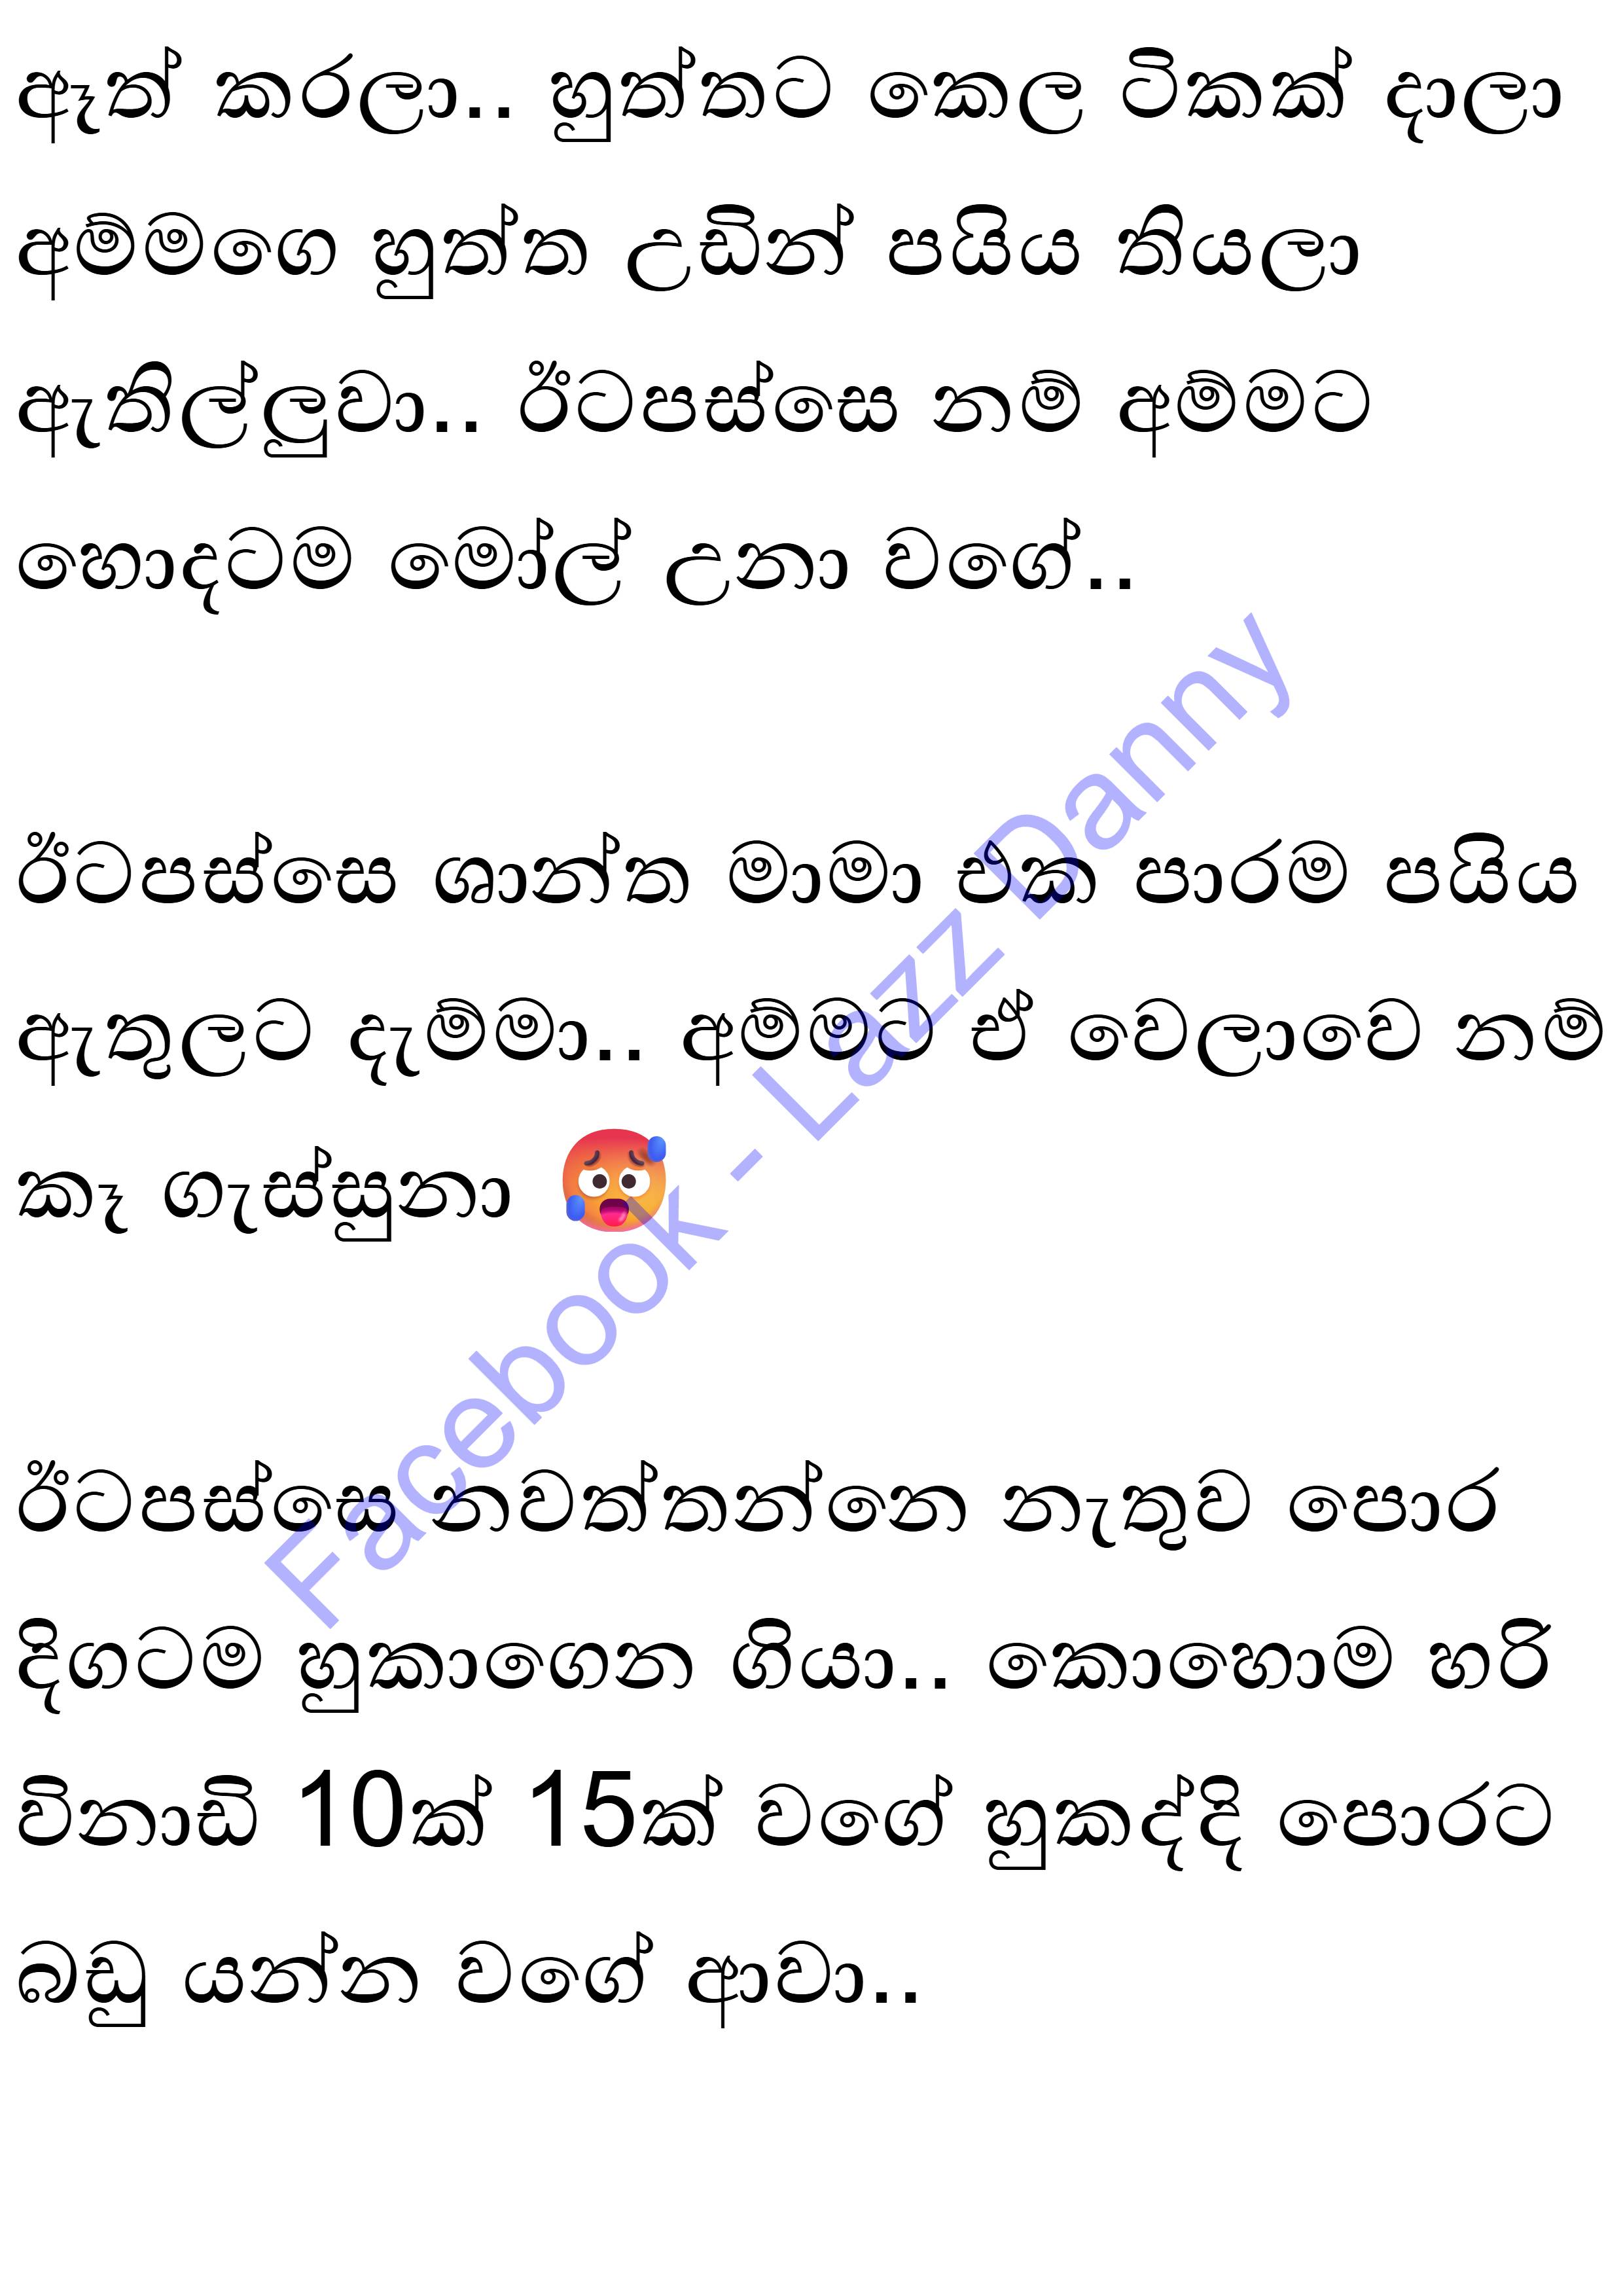 ඈත් කරලා.. හුත්තට කෙල ටිකක් දාලා
අම්මගෙ හුත්ත උඩින් පයිය තියලා
ඇතිල්ලුවා.. ඊටපස්සෙ නම් අම්මට
හොදටම මෝල් උනා වගේ..
ඊටපස්සෙ ශාන්ත මාමා එක පාරම පයිය
ඇතුලට දැම්මා.. අම්මට ඒ වෙලාවෙ නම්
කෑ ගැස්සුනා 🥵
ඊටපස්සෙ නවත්තන්නෙ නැතුව පොර
දිගටම හුකාගෙන ගියා.. කොහොම හරි
විනාඩි 10ක් 15ක් වගේ හුකද්දි පොරට
බඩු යන්න වගේ ආවා..
Facebook - Lazz Danny